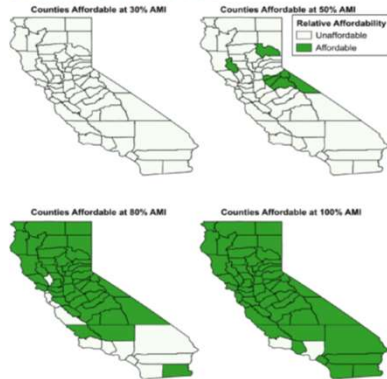 Counties Affordable at 30% AMI
Counties Affordable at 50% AMI
Relative Affordability
Unaffordable
Affordable
Counties Affordable at 80% AMI
Counties Affordable at 100% AMI